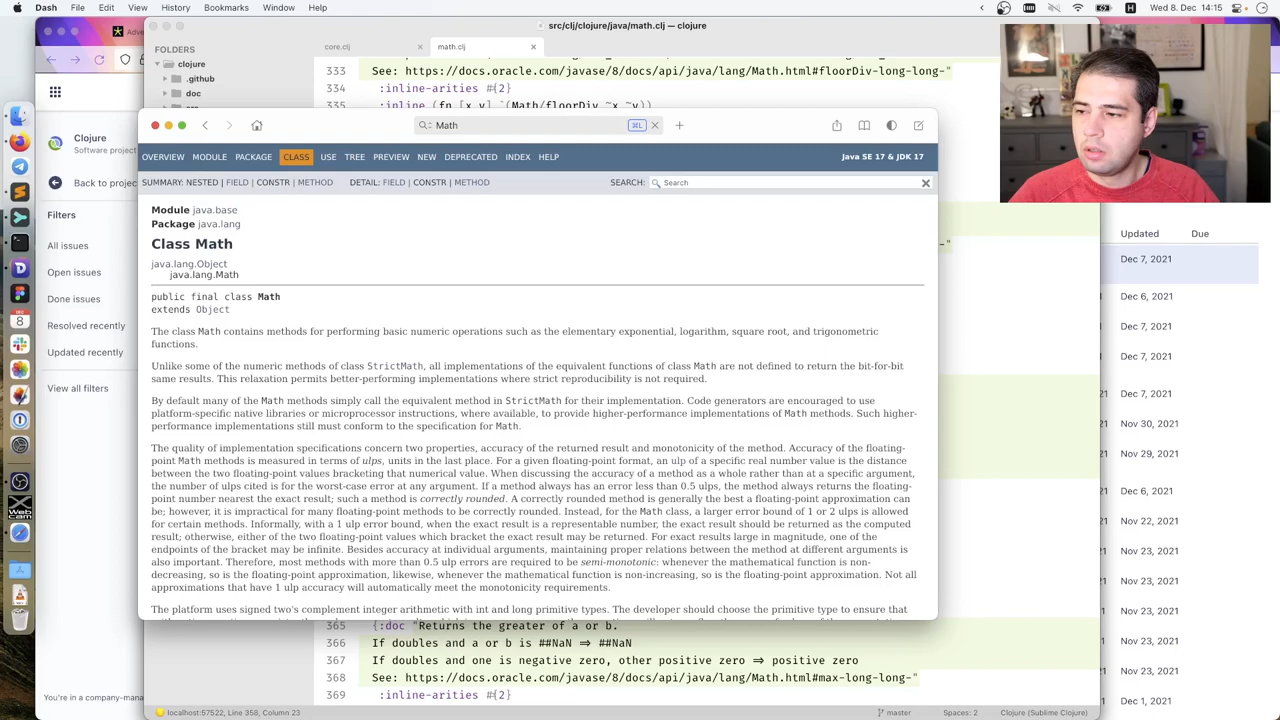 Dash File Edit View History Bookmarks Window Help
Wed 8. Dec 14:15
Adve
src/clj/clojure/java/math.clj — clojure
FOLDERS
clojure
.github
doc
core.clj
math.clj
333 See: https://docs.oracle.com/javase/8/docs/api/java/lang/Math.html#floorDiv-long-long-"
334 :inline-arities #{2}
335 :inline (fn [x y] `(Math/floorDiv ~x ~y))
Clojure
Software project
Back to projec
Filters
All issues
Open issues
Done issues
Resolved recently
Updated recently
View all filters
You're in a company-mana
Math
⌘L
OVERVIEW MODULE PACKAGE CLASS USE TREE PREVIEW NEW DEPRECATED INDEX HELP
Java SE 17 & JDK 17
SUMMARY: NESTED | FIELD | CONSTR | METHOD DETAIL: FIELD | CONSTR | METHOD
SEARCH: Search
Module java.base
Package java.lang
Class Math
java.lang.Object
java.lang.Math
public final class Math
extends Object
The class Math contains methods for performing basic numeric operations such as the elementary exponential, logarithm, square root, and trigonometric
functions.
Unlike some of the numeric methods of class StrictMath, all implementations of the equivalent functions of class Math are not defined to return the bit-for-bit
same results. This relaxation permits better-performing implementations where strict reproducibility is not required.
By default many of the Math methods simply call the equivalent method in StrictMath for their implementation. Code generators are encouraged to use
platform-specific native libraries or microprocessor instructions, where available, to provide higher-performance implementations of Math methods. Such higher-
performance implementations still must conform to the specification for Math.
The quality of implementation specifications concern two properties, accuracy of the returned result and monotonicity of the method. Accuracy of the floating-
point Math methods is measured in terms of ulps, units in the last place. For a given floating-point format, an ulp of a specific real number value is the distance
between the two floating-point values bracketing that numerical value. When discussing the accuracy of a method as a whole rather than at a specific argument,
the number of ulps cited is for the worst-case error at any argument. If a method always has an error less than 0.5 ulps, the method always returns the floating-
point number nearest the exact result; such a method is correctly rounded. A correctly rounded method is generally the best a floating-point approximation can
be; however, it is impractical for many floating-point methods to be correctly rounded. Instead, for the Math class, a larger error bound of 1 or 2 ulps is allowed
for certain methods. Informally, with a 1 ulp error bound, when the exact result is a representable number, the exact result should be returned as the computed
result; otherwise, either of the two floating-point values which bracket the exact result may be returned. For exact results large in magnitude, one of the
endpoints of the bracket may be infinite. Besides accuracy at individual arguments, maintaining proper relations between the method at different arguments is
also important. Therefore, most methods with more than 0.5 ulp errors are required to be semi-monotonic: whenever the mathematical function is non-
decreasing, so is the floating-point approximation, likewise, whenever the mathematical function is non-increasing, so is the floating-point approximation. Not all
approximations that have 1 ulp accuracy will automatically meet the monotonicity requirements.
The platform uses signed two's complement integer arithmetic with int and long primitive types. The developer should choose the primitive type to ensure that
365 {:doc "Returns the greater of a or b.
366 If doubles and a or b is ##NaN => ##NaN
367 If doubles and one is negative zero, other positive zero => positive zero
368 See: https://docs.oracle.com/javase/8/docs/api/java/lang/Math.html#max-long-long-"
369 :inline-arities #{2}
localhost:57522, Line 358, Column 23
master
Spaces: 2
Clojure (Sublime Clojure)
Updated Due
Dec 7, 2021
Dec 6, 2021
Dec 7, 2021
Dec 7, 2021
Dec 7, 2021
Nov 30, 2021
Nov 29, 2021
Dec 6, 2021
Nov 22, 2021
Nov 23, 2021
Nov 23, 2021
Nov 23, 2021
Nov 23, 2021
Nov 23, 2021
Dec 1, 2021
DEC
8
Web
cam